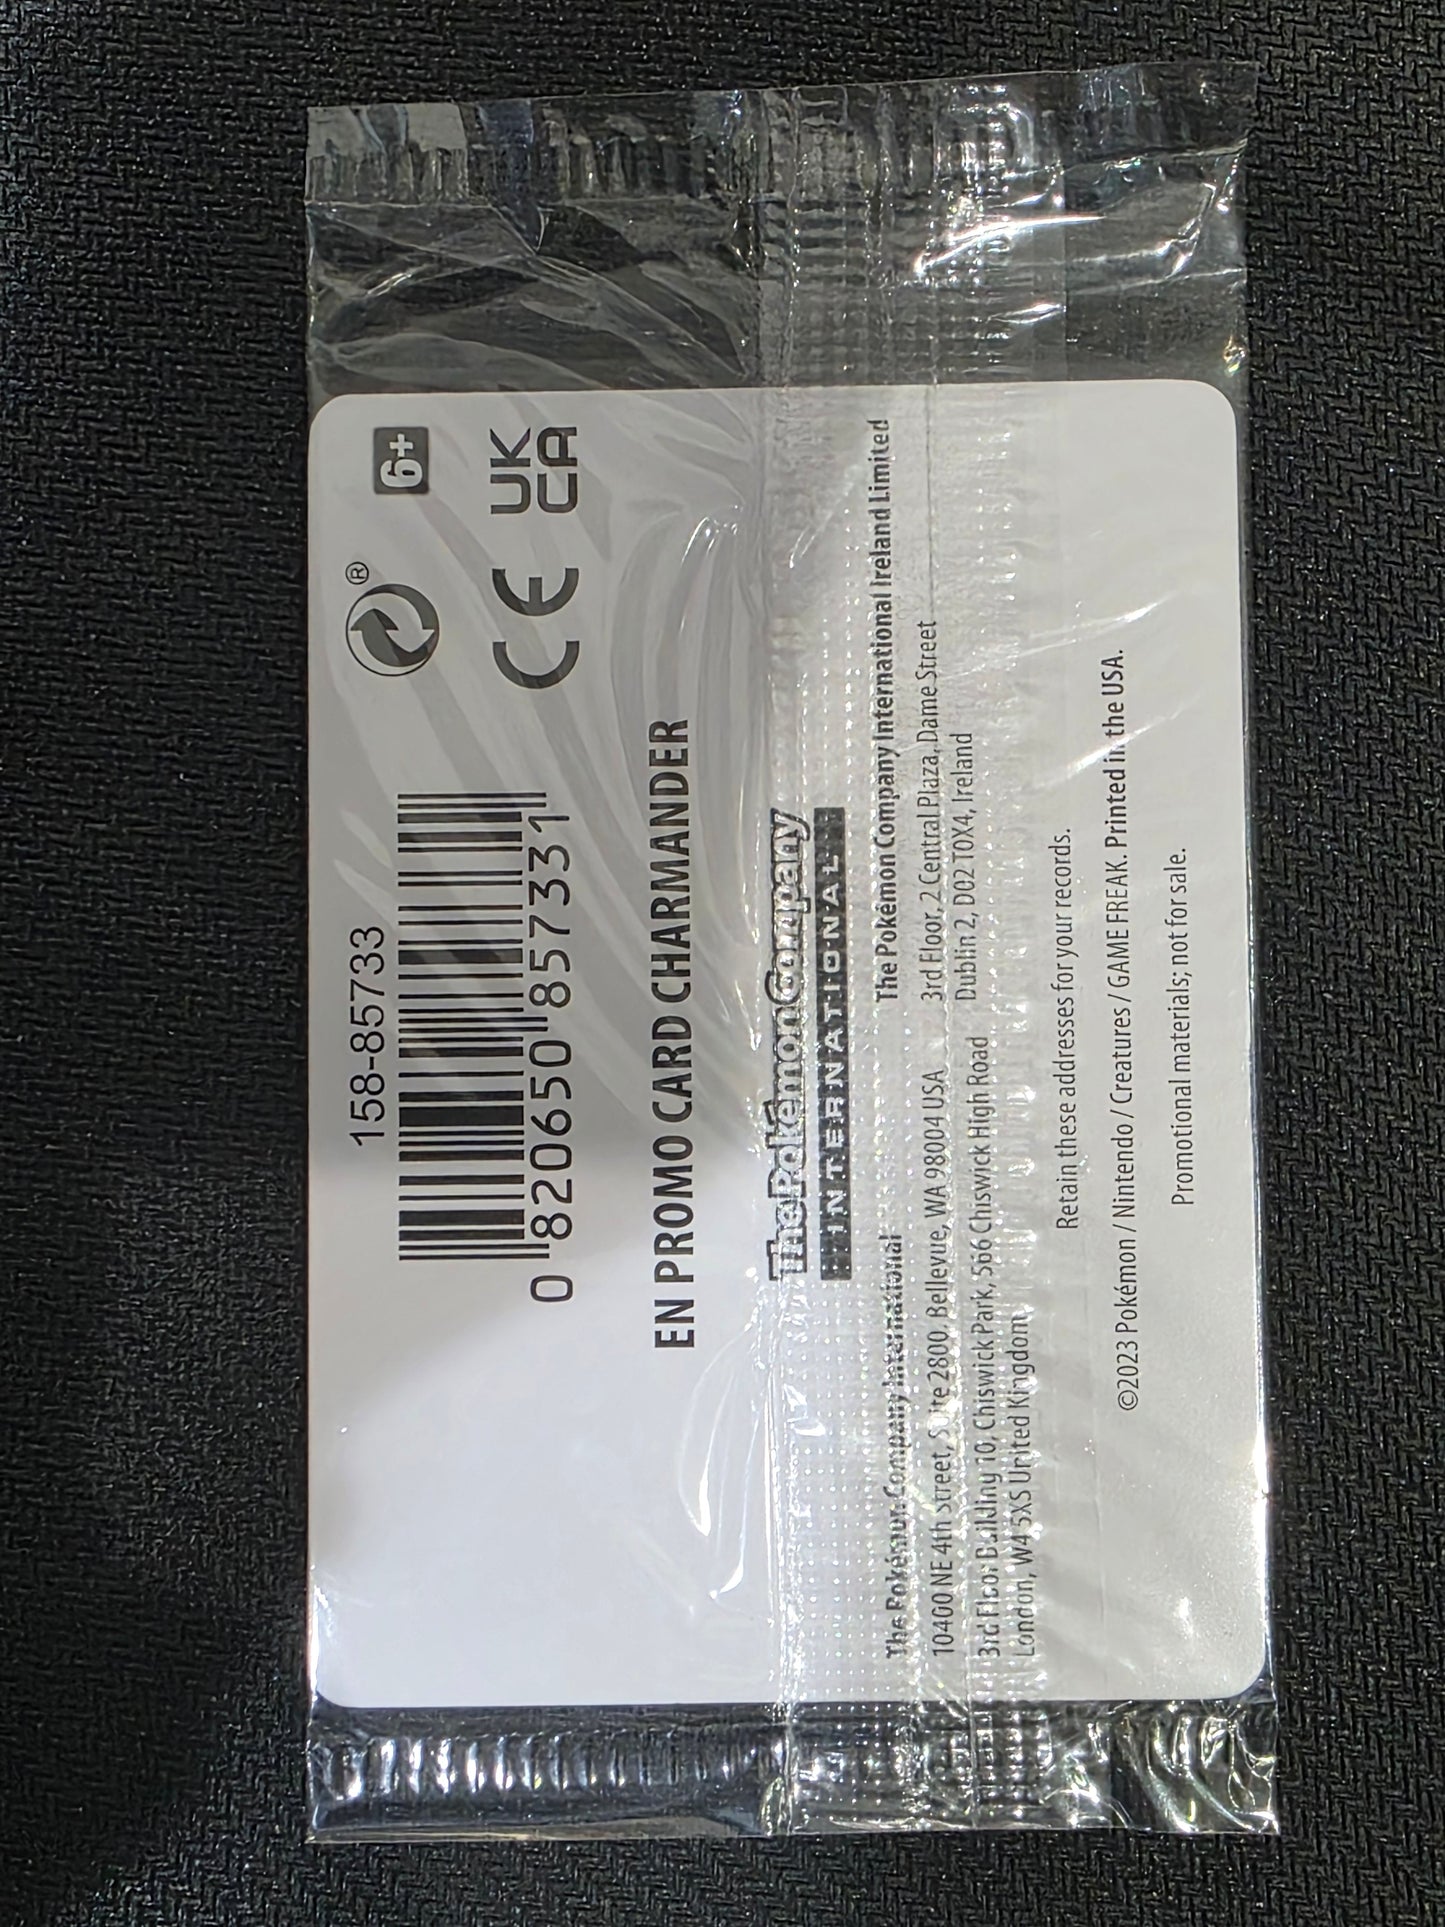 158-85733
0 820650 857331
6+
®
CE
UK
CA
EN PROMO CARD CHARMANDER
The Pokémon Company
INTERNATIONAL
The Pokémon Company International
10400 NE 4th Street, Suite 2800, Bellevue, WA 98004 USA
3rd Floor Building 10, Chiswick Park, 566 Chiswick High Road
London, W4 5XS United Kingdom
The Pokémon Company International Ireland Limited
3rd Floor, 2 Central Plaza, Dame Street
Dublin 2, D02 T0X4, Ireland
Retain these addresses for your records.
©2023 Pokémon / Nintendo / Creatures / GAME FREAK. Printed in the USA.
Promotional materials; not for sale.